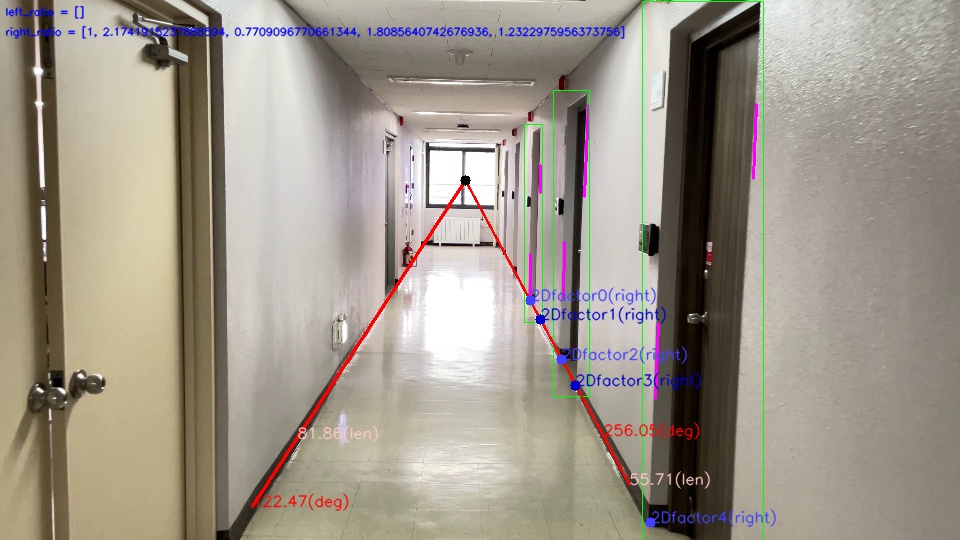 left_ratio = []
right_ratio = [1, 2.1741915237868594, 0.7709096770661344, 1.8085640742676936, 1.2322975956373756]
2Dfactor0(right)
2Dfactor1(right)
2Dfactor2(right)
2Dfactor3(right)
81.86(len)
256.05(deg)
55.71(len)
122.47(deg)
2Dfactor4(right)